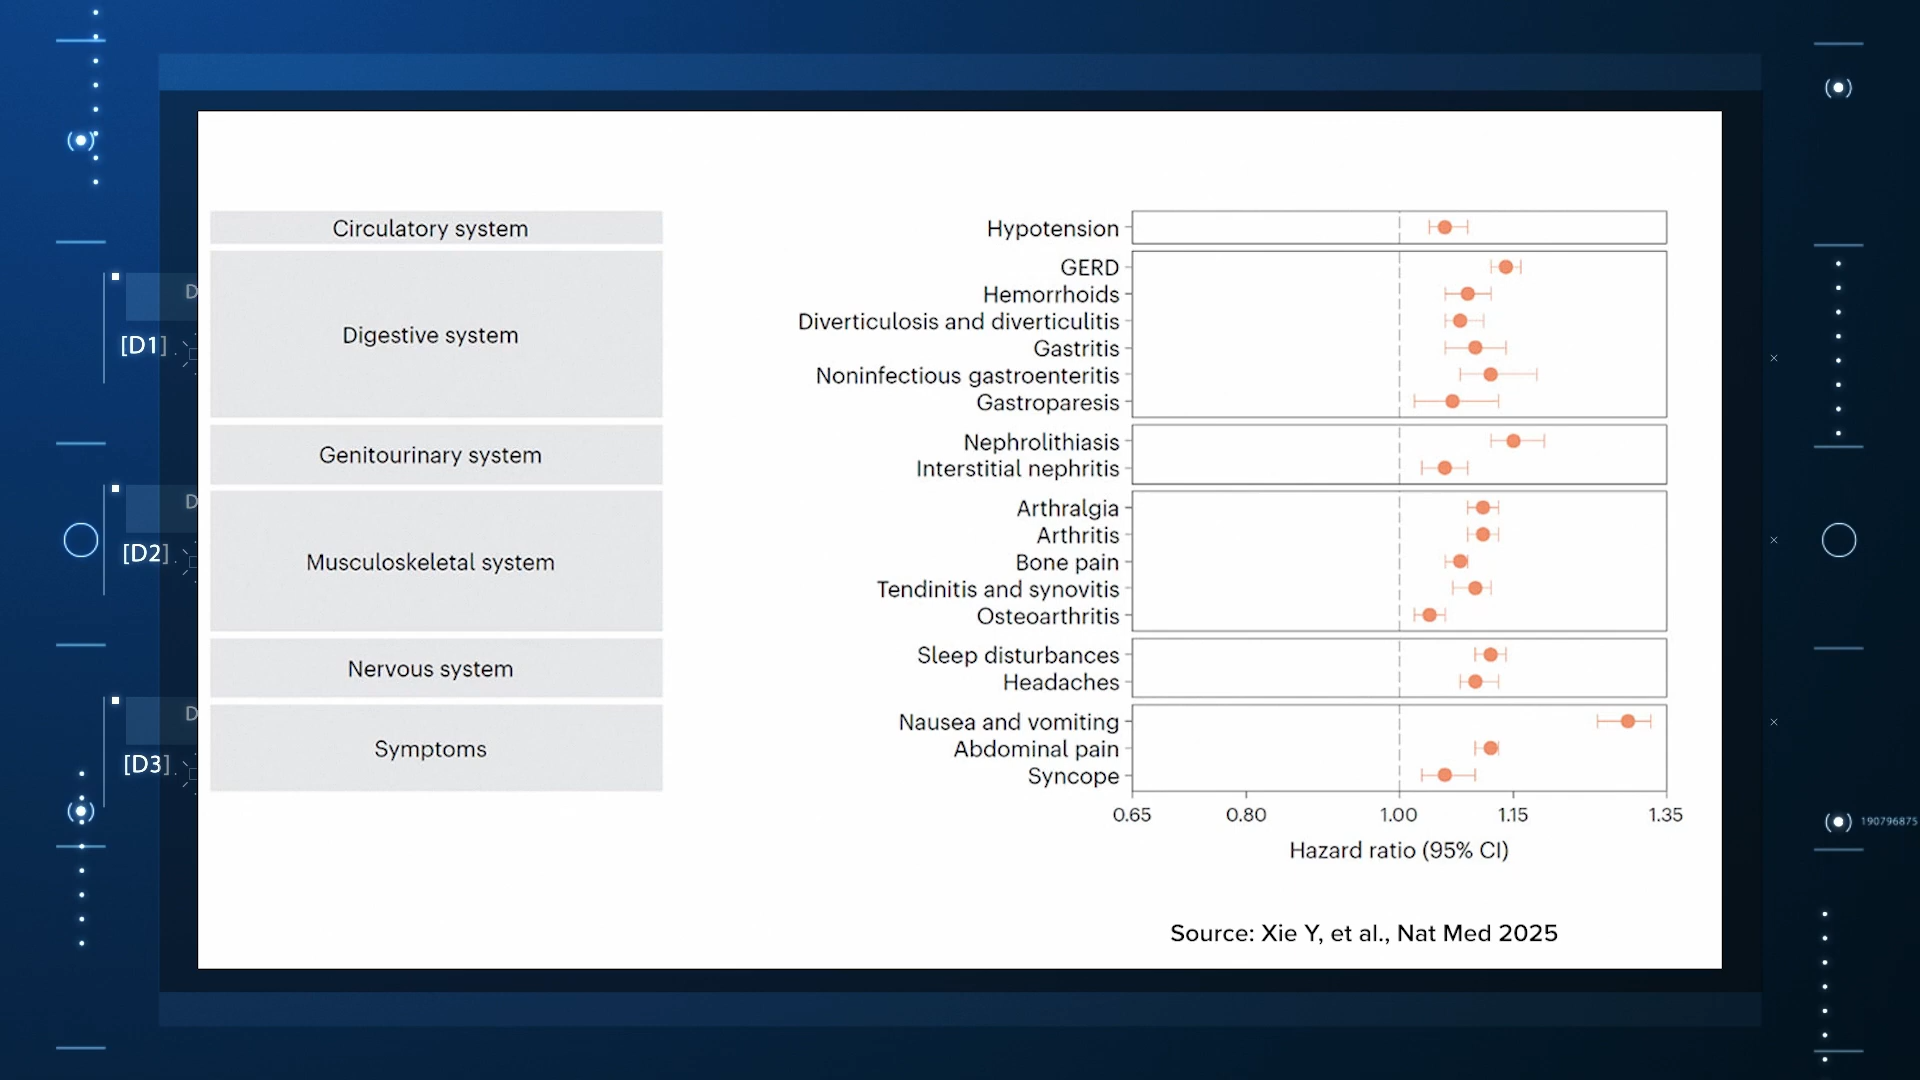 Circulatory system
Hypotension
Digestive system
GERD
Hemorrhoids
Diverticulosis and diverticulitis
Gastritis
Noninfectious gastroenteritis
Gastroparesis
Genitourinary system
Nephrolithiasis
Interstitial nephritis
Musculoskeletal system
Arthralgia
Arthritis
Bone pain
Tendinitis and synovitis
Osteoarthritis
Nervous system
Sleep disturbances
Headaches
Symptoms
Nausea and vomiting
Abdominal pain
Syncope
0.65 0.80 1.00 1.15 1.35
Hazard ratio (95% CI)
Source: Xie Y, et al., Nat Med 2025
D
[D1]
D
[D2]
D
[D3]
190796875